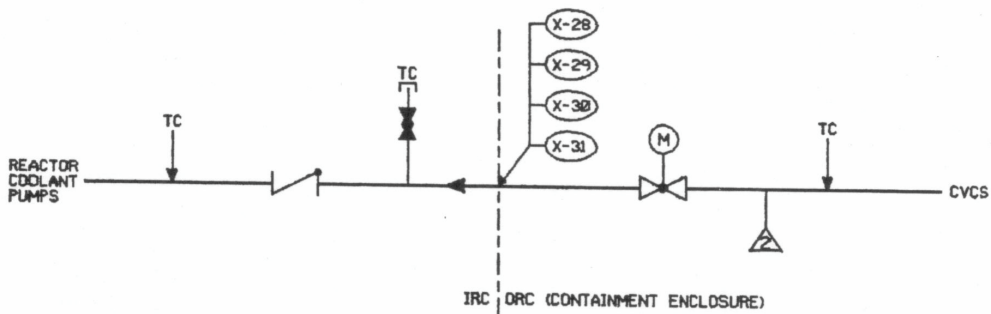 X-28
X-29
TC
X-30
M
TC
X-31
TC
REACTOR
COOLANT
PUMPS
CVCS
2
IRC ORC (CONTAINMENT ENCLOSURE)